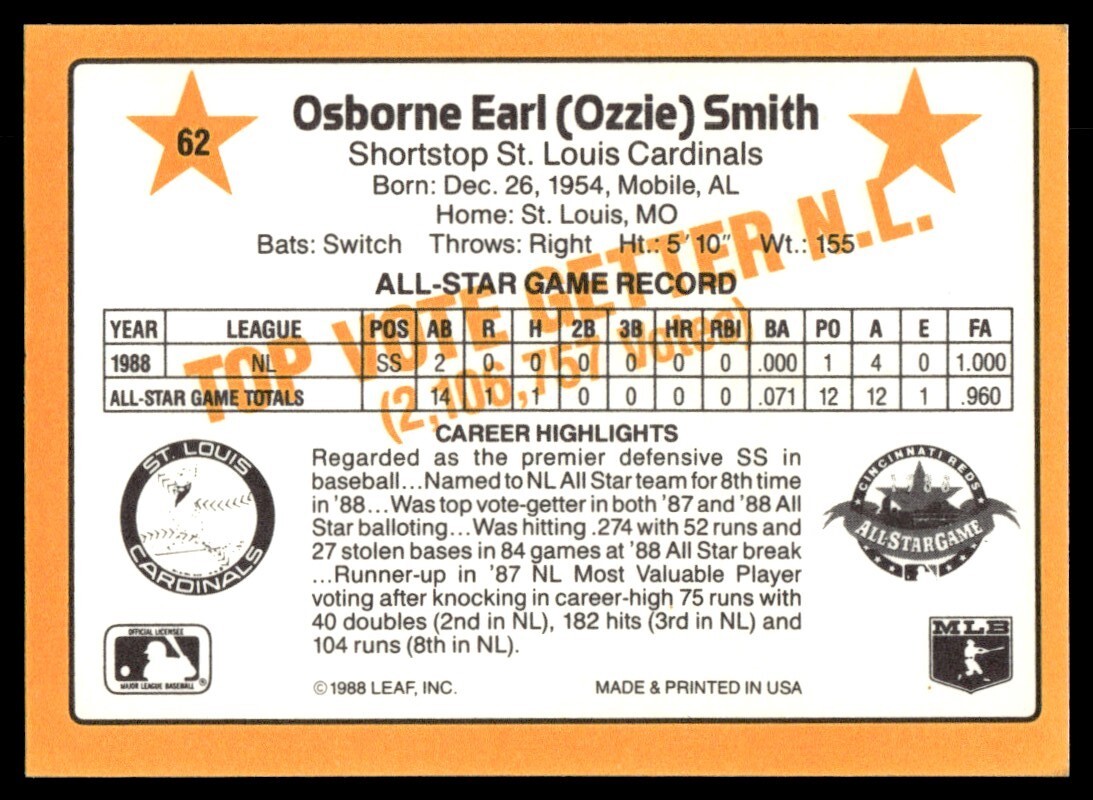 62
Osborne Earl (Ozzie) Smith
Shortstop St. Louis Cardinals
Born: Dec. 26, 1954, Mobile, AL
Home: St. Louis, MO
Bats: Switch Throws: Right Ht.: 5' 10" Wt.: 155
TOP VOTE GETTER N.L.
(2,106,757 Votes)
ALL-STAR GAME RECORD
YEAR LEAGUE POS AB R H 2B 3B HR RBI BA PO A E FA
1988 NL SS 2 0 0 0 0 0 0 .000 1 4 0 1.000
ALL-STAR GAME TOTALS 14 1 1 0 0 0 0 .071 12 12 1 .960
CAREER HIGHLIGHTS
Regarded as the premier defensive SS in
baseball...Named to NL All Star team for 8th time
in '88...Was top vote-getter in both '87 and '88 All
Star balloting...Was hitting .274 with 52 runs and
27 stolen bases in 84 games at '88 All Star break
...Runner-up in '87 NL Most Valuable Player
voting after knocking in career-high 75 runs with
40 doubles (2nd in NL), 182 hits (3rd in NL) and
104 runs (8th in NL).
ST. LOUIS
CARDINALS
CINCINNATI REDS
1988
ALL-STAR GAME
OFFICIAL LICENSEE
MAJOR LEAGUE BASEBALL
®
MLB
©1988 LEAF, INC. MADE & PRINTED IN USA